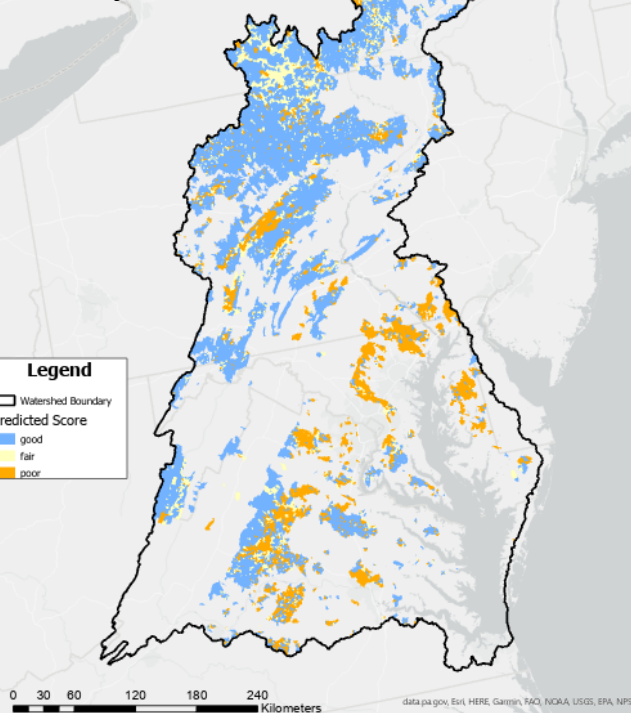 Legend
Watershed Boundary
redicted Score
good
fair
poor
0 30 60 120 180 240
Kilometers
data.pa.gov, Esri, HERE, Garmin, FAO, NOAA, USGS, EPA, NPS